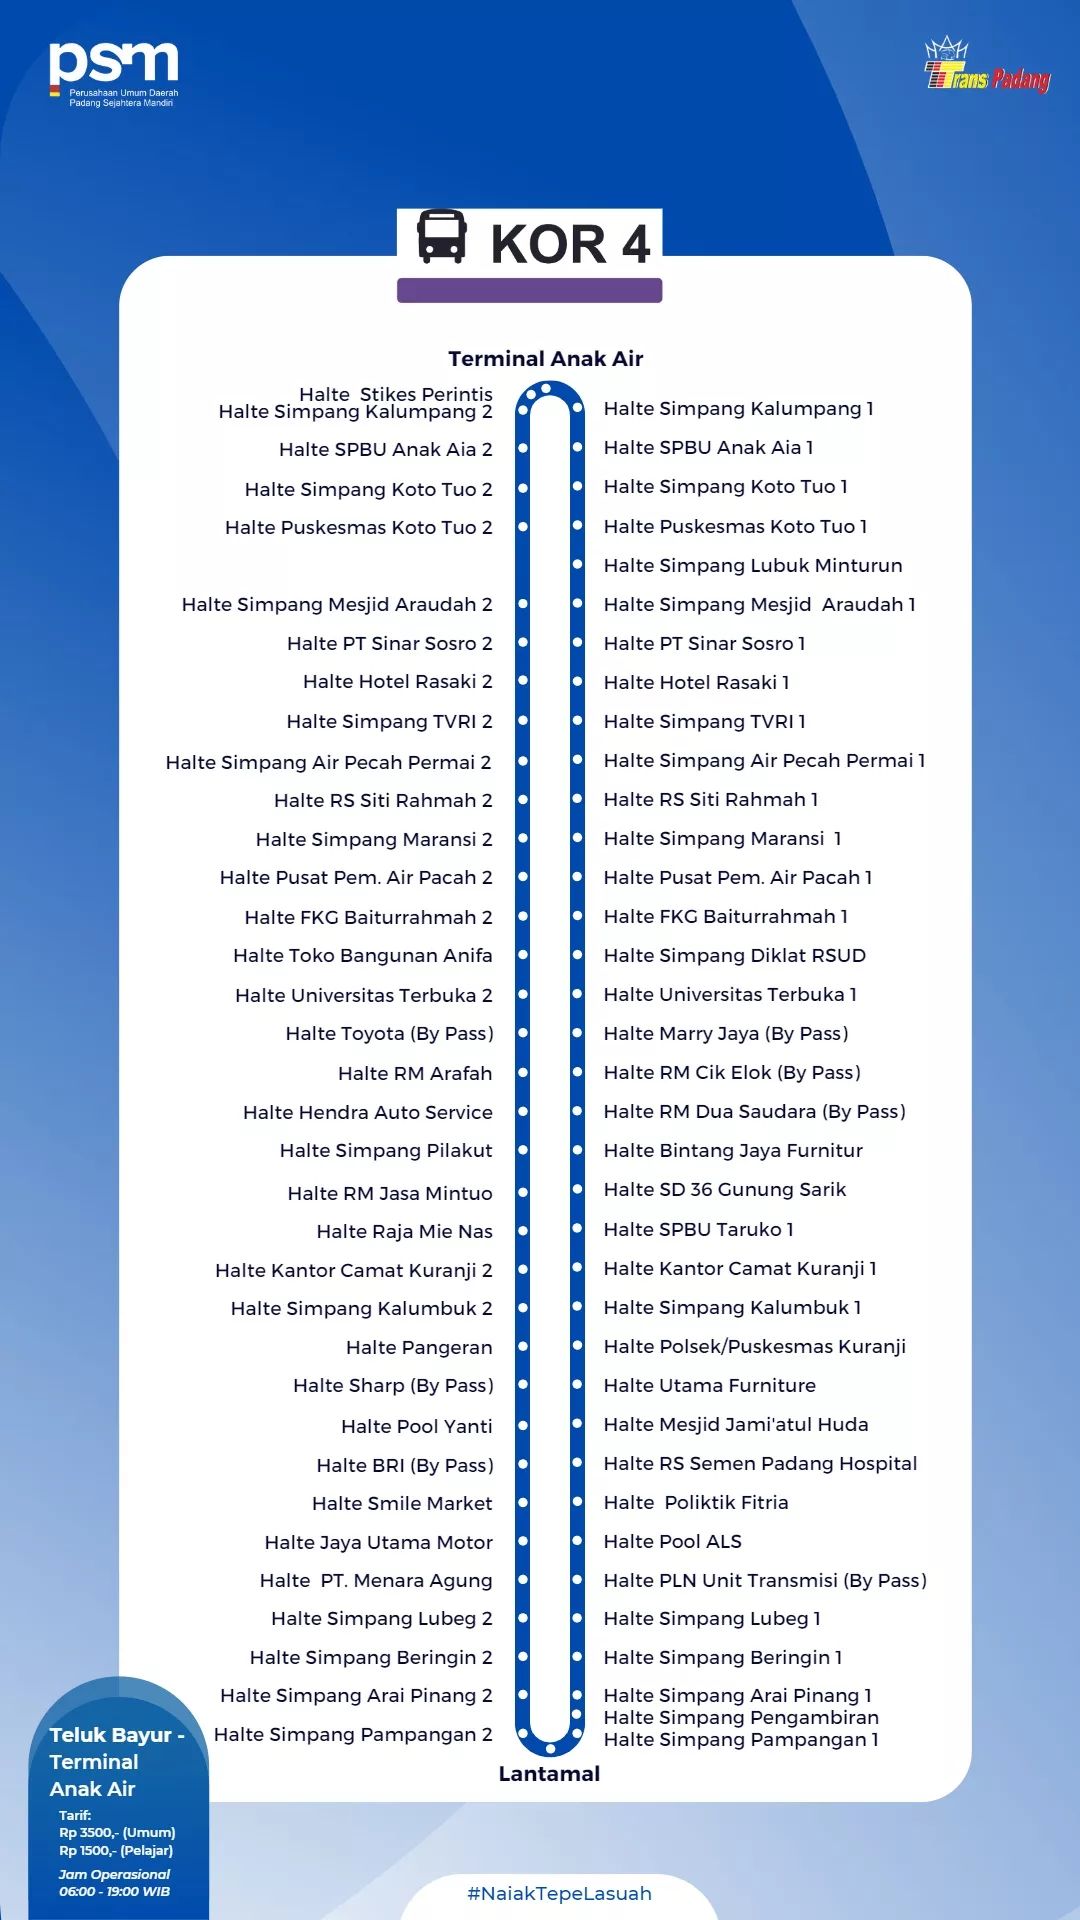 psm
Perusahaan Umum Daerah
Padang Sejahtera Mandiri
Trans Padang
KOR 4
Terminal Anak Air
Halte Stikes Perintis
Halte Simpang Kalumpang 2
Halte SPBU Anak Aia 2
Halte Simpang Koto Tuo 2
Halte Puskesmas Koto Tuo 2
Halte Simpang Mesjid Araudah 2
Halte PT Sinar Sosro 2
Halte Hotel Rasaki 2
Halte Simpang TVRI 2
Halte Simpang Air Pecah Permai 2
Halte RS Siti Rahmah 2
Halte Simpang Maransi 2
Halte Pusat Pem. Air Pacah 2
Halte FKG Baiturrahmah 2
Halte Toko Bangunan Anifa
Halte Universitas Terbuka 2
Halte Toyota (By Pass)
Halte RM Arafah
Halte Hendra Auto Service
Halte Simpang Pilakut
Halte RM Jasa Mintuo
Halte Raja Mie Nas
Halte Kantor Camat Kuranji 2
Halte Simpang Kalumbuk 2
Halte Pangeran
Halte Sharp (By Pass)
Halte Pool Yanti
Halte BRI (By Pass)
Halte Smile Market
Halte Jaya Utama Motor
Halte PT. Menara Agung
Halte Simpang Lubeg 2
Halte Simpang Beringin 2
Halte Simpang Arai Pinang 2
Halte Simpang Pampangan 2
Halte Simpang Kalumpang 1
Halte SPBU Anak Aia 1
Halte Simpang Koto Tuo 1
Halte Puskesmas Koto Tuo 1
Halte Simpang Lubuk Minturun
Halte Simpang Mesjid Araudah 1
Halte PT Sinar Sosro 1
Halte Hotel Rasaki 1
Halte Simpang TVRI 1
Halte Simpang Air Pecah Permai 1
Halte RS Siti Rahmah 1
Halte Simpang Maransi 1
Halte Pusat Pem. Air Pacah 1
Halte FKG Baiturrahmah 1
Halte Simpang Diklat RSUD
Halte Universitas Terbuka 1
Halte Marry Jaya (By Pass)
Halte RM Cik Elok (By Pass)
Halte RM Dua Saudara (By Pass)
Halte Bintang Jaya Furnitur
Halte SD 36 Gunung Sarik
Halte SPBU Taruko 1
Halte Kantor Camat Kuranji 1
Halte Simpang Kalumbuk 1
Halte Polsek/Puskesmas Kuranji
Halte Utama Furniture
Halte Mesjid Jami'atul Huda
Halte RS Semen Padang Hospital
Halte Poliktik Fitria
Halte Pool ALS
Halte PLN Unit Transmisi (By Pass)
Halte Simpang Lubeg 1
Halte Simpang Beringin 1
Halte Simpang Arai Pinang 1
Halte Simpang Pengambiran
Halte Simpang Pampangan 1
Lantamal
Teluk Bayur -
Terminal
Anak Air
Tarif:
Rp 3500,- (Umum)
Rp 1500,- (Pelajar)
Jam Operasional
06:00 - 19:00 WIB
#NaiakTepeLasuah